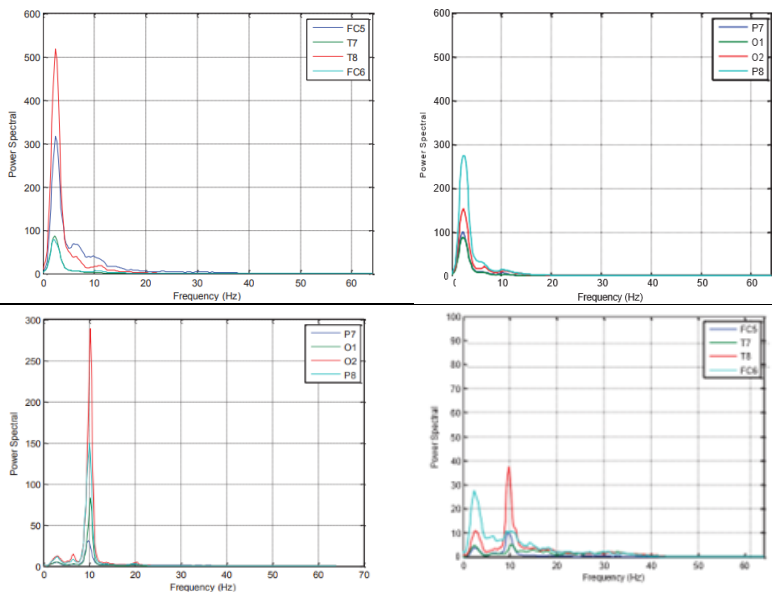 600
500
400
300
200
100
0
0 10 20 30 40 50 60
Power Spectral
Frequency (Hz)
FC5
T7
T8
FC6
600
500
400
300
200
100
0
0 10 20 30 40 50 60
Power Spectral
Frequency (Hz)
P7
O1
O2
P8
300
250
200
150
100
50
0
0 10 20 30 40 50 60 70
Power Spectral
Frequency (Hz)
P7
O1
O2
P8
100
90
80
70
60
50
40
30
20
10
0
0 10 20 30 40 50 60
Power Spectral
Frequency (Hz)
FC5
T7
T8
FC6